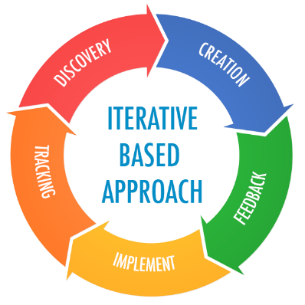 DISCOVERY
CREATION
FEEDBACK
IMPLEMENT
TRACKING
ITERATIVE
BASED
APPROACH